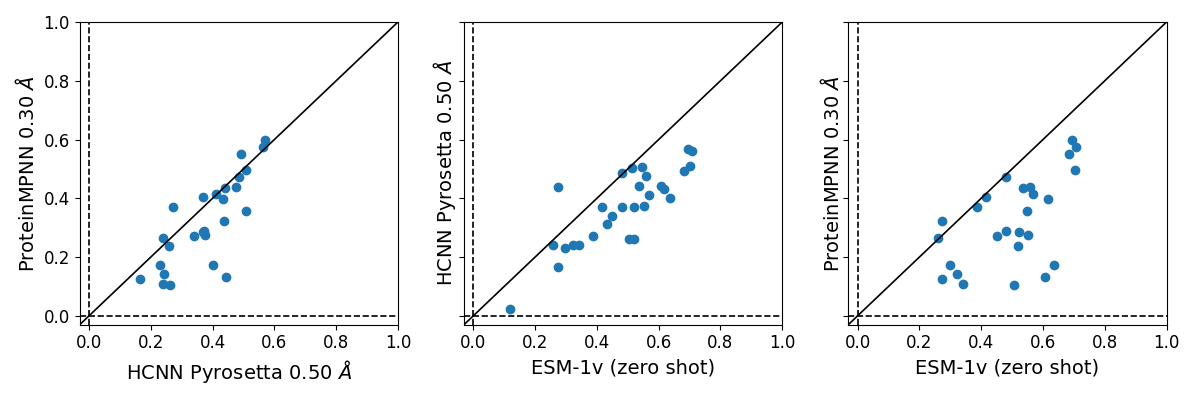 1.0
0.8
0.6
0.4
0.2
0.0
ProteinMPNN 0.30 Å
0.0 0.2 0.4 0.6 0.8 1.0
HCNN Pyrosetta 0.50 Å
HCNN Pyrosetta 0.50 Å
0.0 0.2 0.4 0.6 0.8 1.0
ESM-1v (zero shot)
ProteinMPNN 0.30 Å
0.0 0.2 0.4 0.6 0.8 1.0
ESM-1v (zero shot)